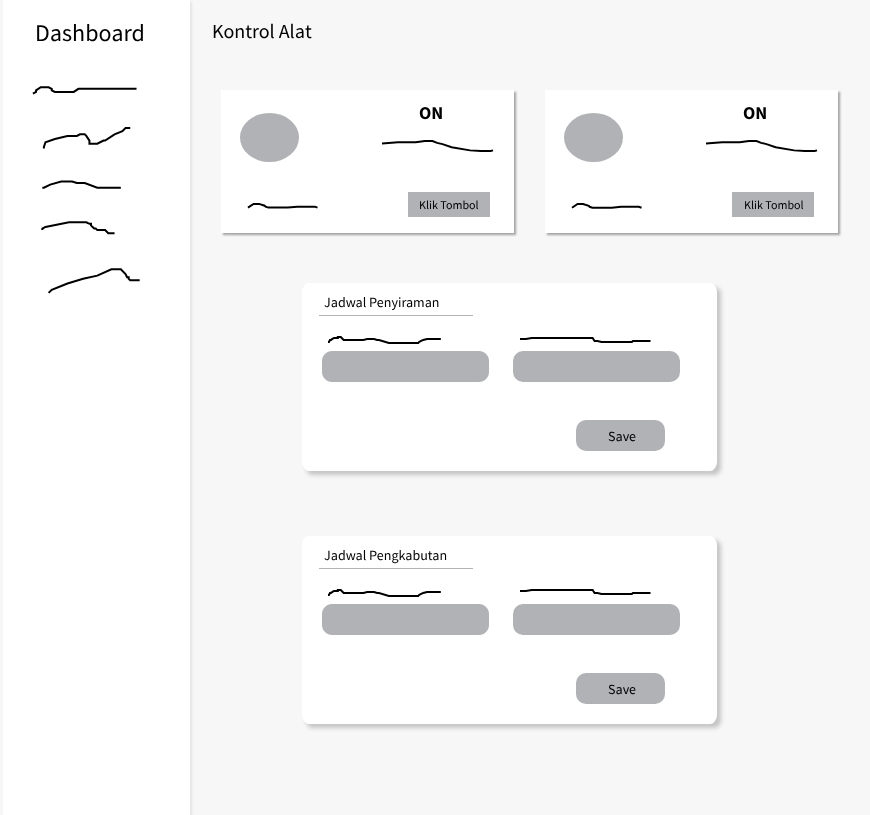 Dashboard
Kontrol Alat
ON
Klik Tombol
ON
Klik Tombol
Jadwal Penyiraman
Save
Jadwal Pengkabutan
Save